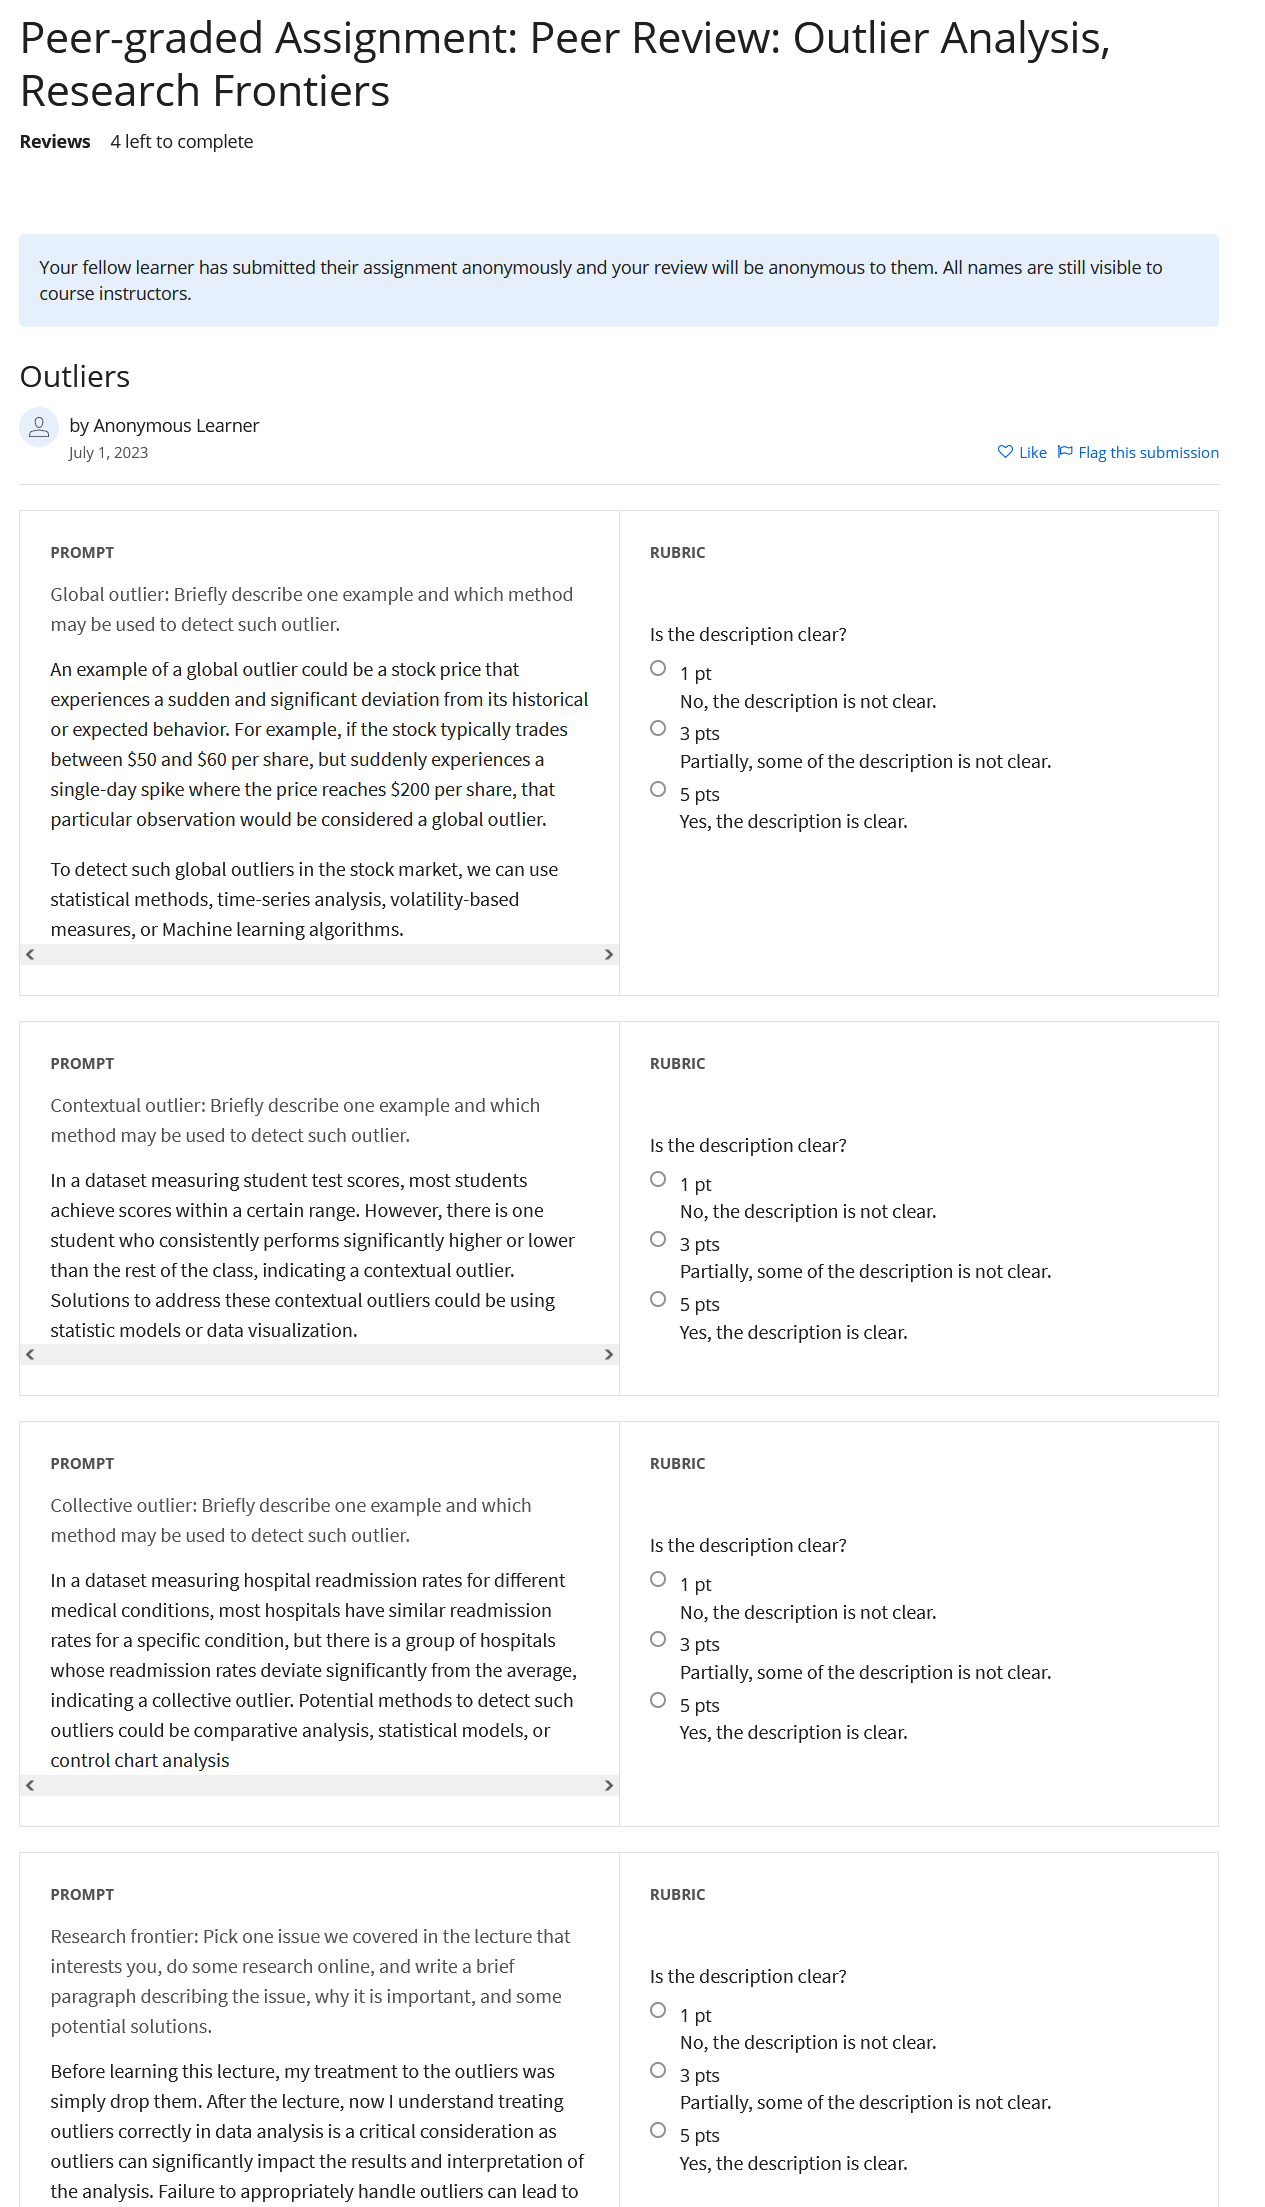 Peer-graded Assignment: Peer Review: Outlier Analysis,
Research Frontiers
Reviews 4 left to complete
Your fellow learner has submitted their assignment anonymously and your review will be anonymous to them. All names are still visible to
course instructors.
Outliers
by Anonymous Learner
July 1, 2023
Like Flag this submission
PROMPT
Global outlier: Briefly describe one example and which method
may be used to detect such outlier.
An example of a global outlier could be a stock price that
experiences a sudden and significant deviation from its historical
or expected behavior. For example, if the stock typically trades
between $50 and $60 per share, but suddenly experiences a
single-day spike where the price reaches $200 per share, that
particular observation would be considered a global outlier.
To detect such global outliers in the stock market, we can use
statistical methods, time-series analysis, volatility-based
measures, or Machine learning algorithms.
RUBRIC
Is the description clear?
1 pt
No, the description is not clear.
3 pts
Partially, some of the description is not clear.
5 pts
Yes, the description is clear.
PROMPT
Contextual outlier: Briefly describe one example and which
method may be used to detect such outlier.
In a dataset measuring student test scores, most students
achieve scores within a certain range. However, there is one
student who consistently performs significantly higher or lower
than the rest of the class, indicating a contextual outlier.
Solutions to address these contextual outliers could be using
statistic models or data visualization.
RUBRIC
Is the description clear?
1 pt
No, the description is not clear.
3 pts
Partially, some of the description is not clear.
5 pts
Yes, the description is clear.
PROMPT
Collective outlier: Briefly describe one example and which
method may be used to detect such outlier.
In a dataset measuring hospital readmission rates for different
medical conditions, most hospitals have similar readmission
rates for a specific condition, but there is a group of hospitals
whose readmission rates deviate significantly from the average,
indicating a collective outlier. Potential methods to detect such
outliers could be comparative analysis, statistical models, or
control chart analysis
RUBRIC
Is the description clear?
1 pt
No, the description is not clear.
3 pts
Partially, some of the description is not clear.
5 pts
Yes, the description is clear.
PROMPT
Research frontier: Pick one issue we covered in the lecture that
interests you, do some research online, and write a brief
paragraph describing the issue, why it is important, and some
potential solutions.
Before learning this lecture, my treatment to the outliers was
simply drop them. After the lecture, now I understand treating
outliers correctly in data analysis is a critical consideration as
outliers can significantly impact the results and interpretation of
the analysis. Failure to appropriately handle outliers can lead to
RUBRIC
Is the description clear?
1 pt
No, the description is not clear.
3 pts
Partially, some of the description is not clear.
5 pts
Yes, the description is clear.